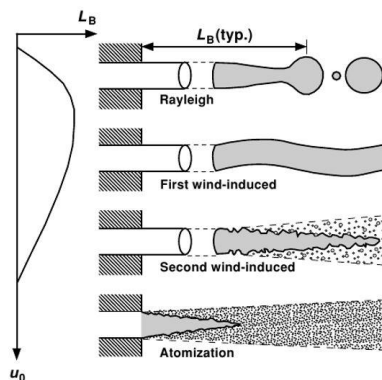 L_B
L_B(typ.)
Rayleigh
First wind-induced
Second wind-induced
Atomization
u_0